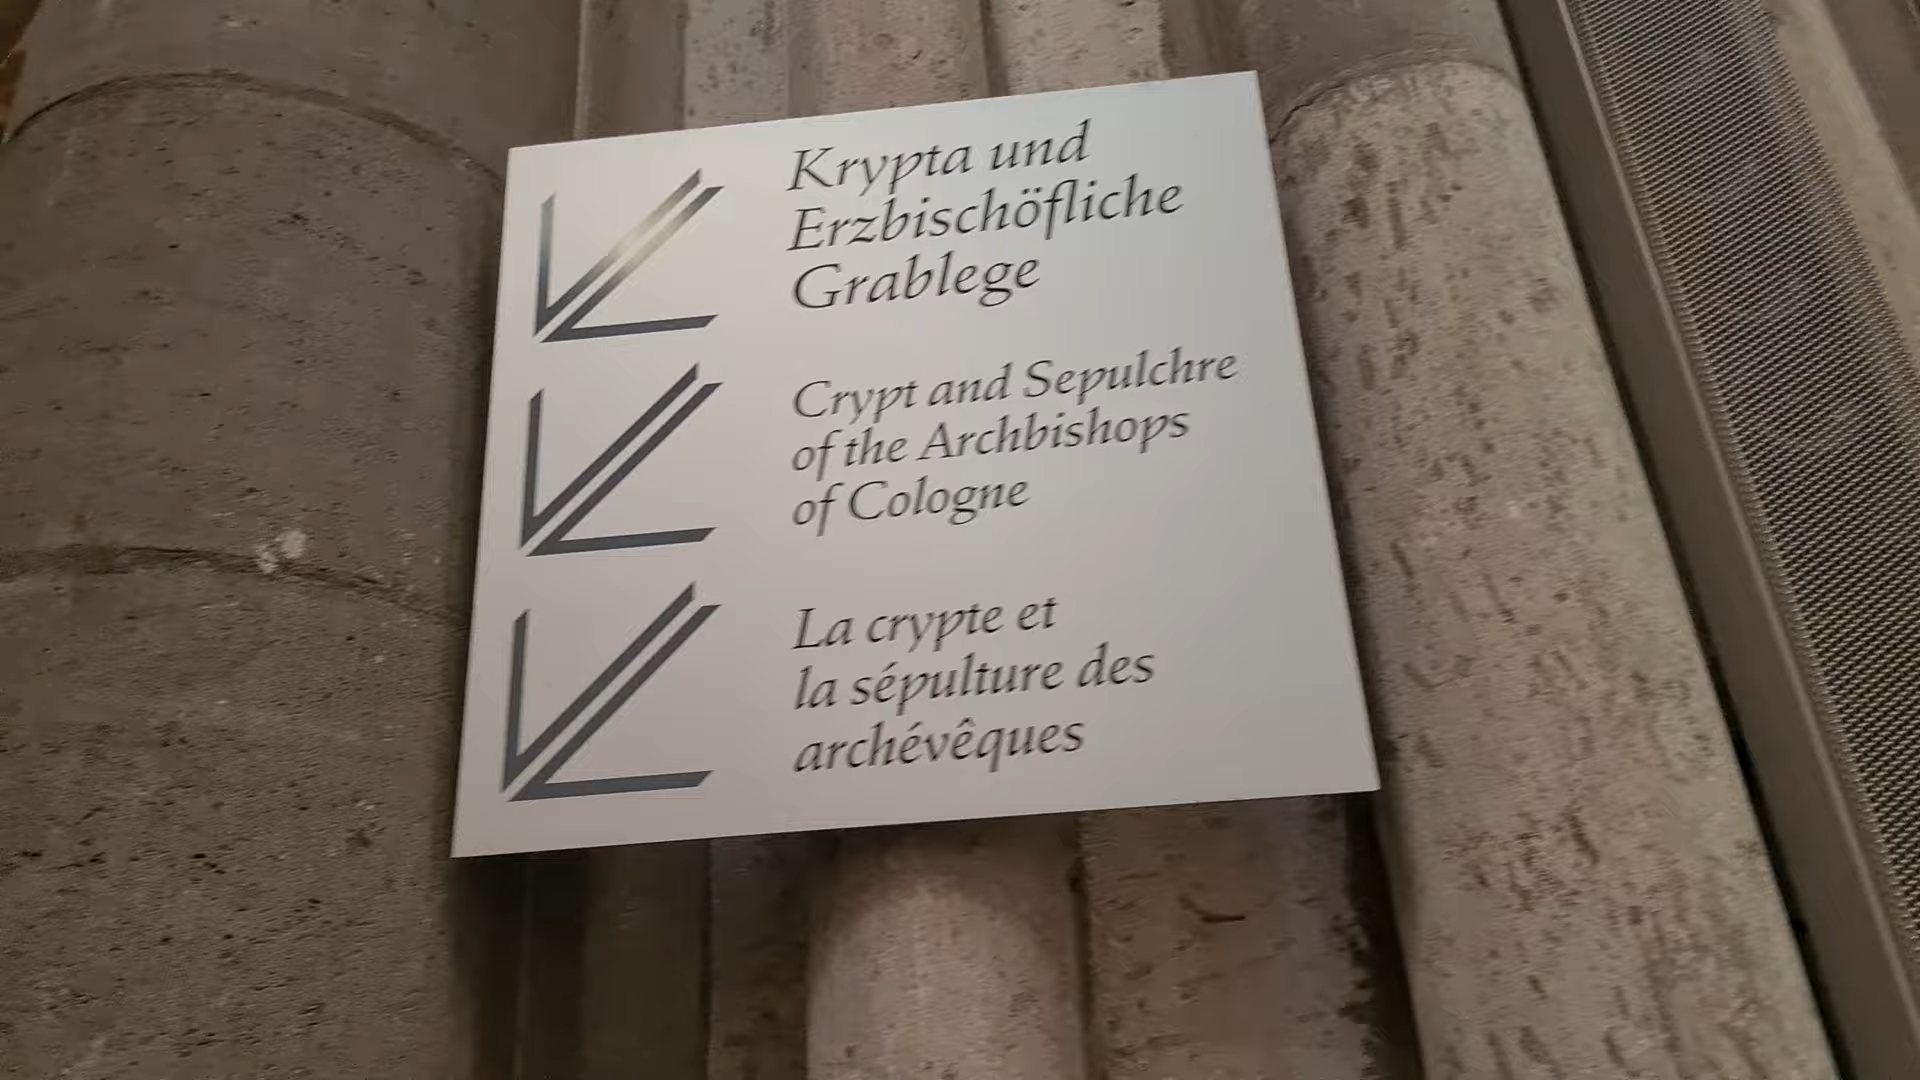 Krypta und
Erzbischöfliche
Grablege
Crypt and Sepulchre
of the Archbishops
of Cologne
La crypte et
la sépulture des
archévêques